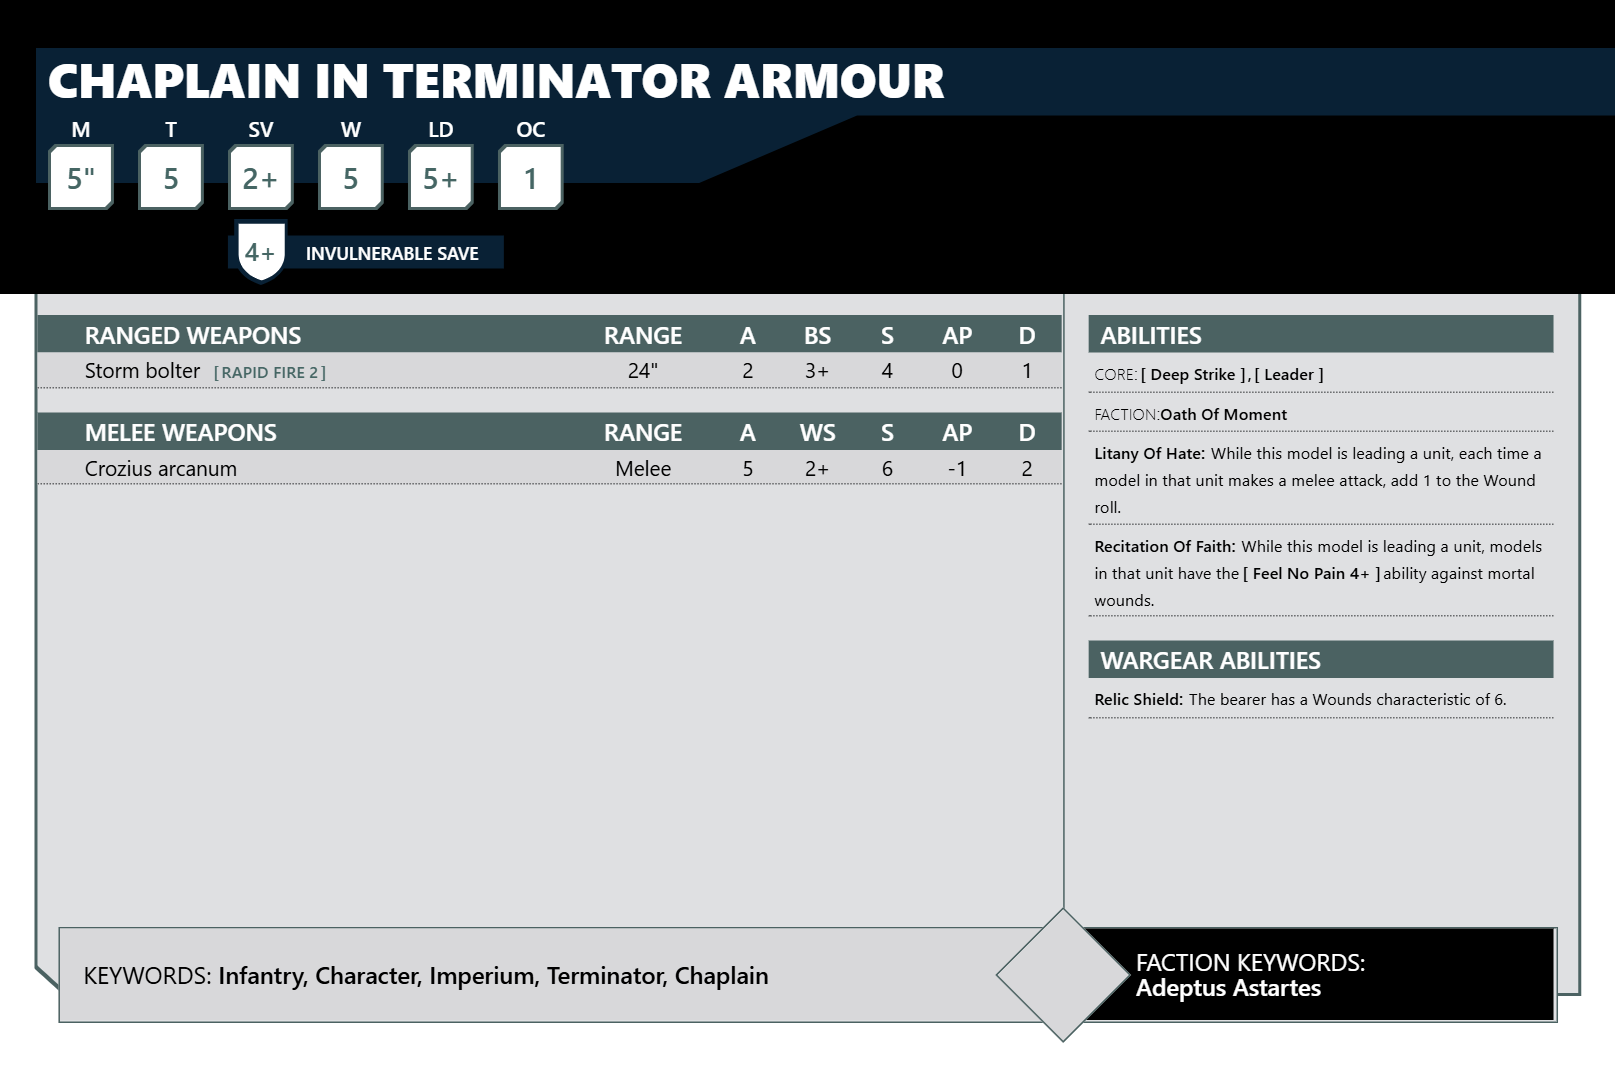 CHAPLAIN IN TERMINATOR ARMOUR
M T SV W LD OC
5" 5 2+ 5 5+ 1
4+ INVULNERABLE SAVE
RANGED WEAPONS RANGE A BS S AP D
Storm bolter [RAPID FIRE 2] 24" 2 3+ 4 0 1
MELEE WEAPONS RANGE A WS S AP D
Crozius arcanum Melee 5 2+ 6 -1 2
ABILITIES
CORE: [ Deep Strike ] , [ Leader ]
FACTION:Oath Of Moment
Litany Of Hate: While this model is leading a unit, each time a
model in that unit makes a melee attack, add 1 to the Wound
roll.
Recitation Of Faith: While this model is leading a unit, models
in that unit have the [ Feel No Pain 4+ ] ability against mortal
wounds.
WARGEAR ABILITIES
Relic Shield: The bearer has a Wounds characteristic of 6.
KEYWORDS: Infantry, Character, Imperium, Terminator, Chaplain
FACTION KEYWORDS:
Adeptus Astartes